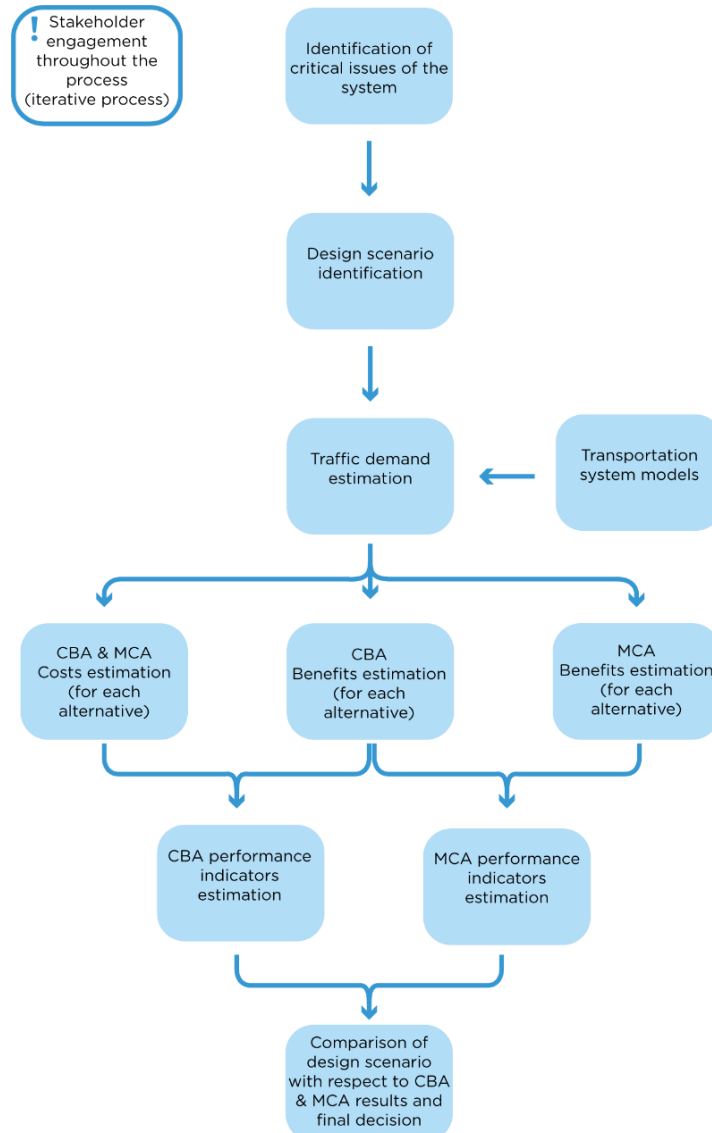 ! Stakeholder
engagement
throughout the
process
(iterative process)
Identification of
critical issues of the
system
Design scenario
identification
Traffic demand
estimation
Transportation
system models
CBA & MCA
Costs estimation
(for each
alternative)
CBA
Benefits estimation
(for each
alternative)
MCA
Benefits estimation
(for each
alternative)
CBA performance
indicators
estimation
MCA performance
indicators
estimation
Comparison of
design scenario
with respect to CBA
& MCA results and
final decision